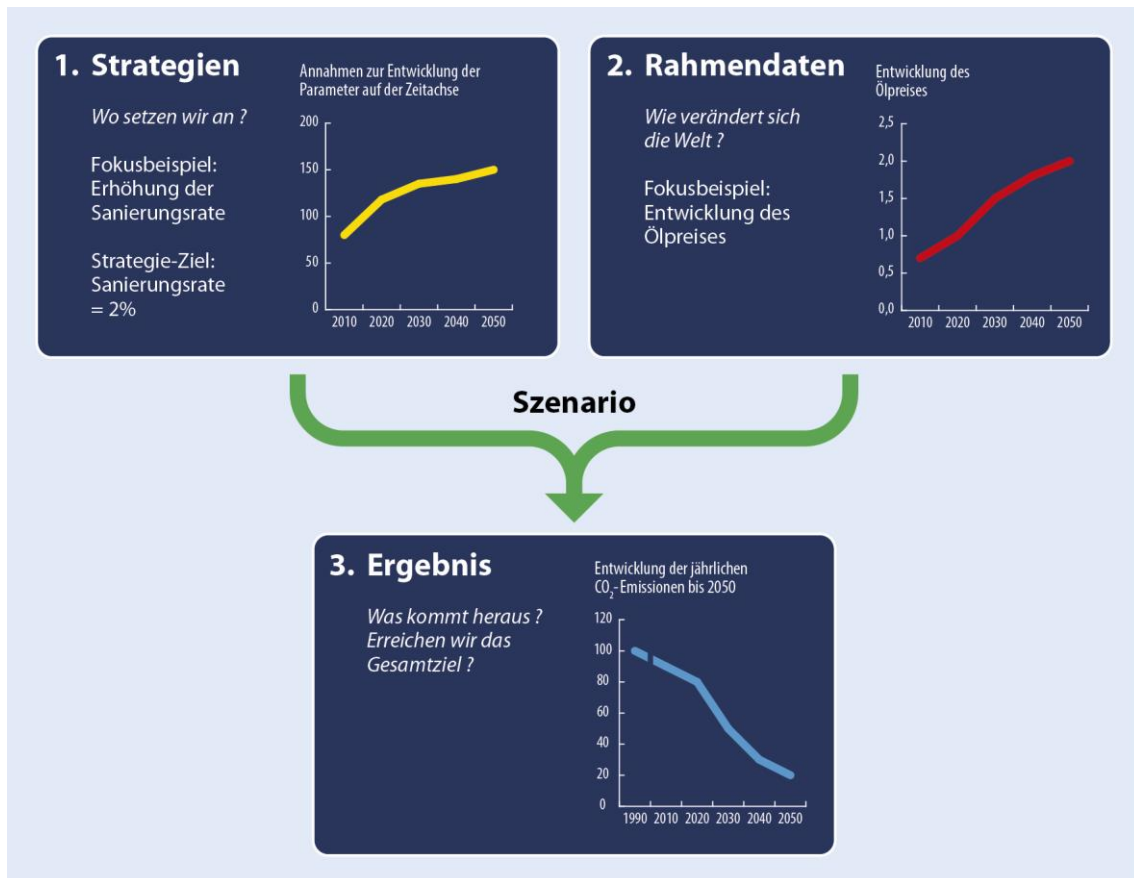 1. Strategien
Wo setzen wir an ?
Fokusbeispiel:
Erhöhung der
Sanierungsrate
Strategie-Ziel:
Sanierungsrate
= 2%
Annahmen zur Entwicklung der
Parameter auf der Zeitachse
200
150
100
50
0
2010 2020 2030 2040 2050
2. Rahmendaten
Wie verändert sich
die Welt ?
Fokusbeispiel:
Entwicklung des
Ölpreises
Entwicklung des
Ölpreises
2,5
2,0
1,5
1,0
0,5
0,0
2010 2020 2030 2040 2050
Szenario
3. Ergebnis
Was kommt heraus ?
Erreichen wir das
Gesamtziel ?
Entwicklung der jährlichen
CO₂-Emissionen bis 2050
120
100
80
60
40
20
0
1990 2010 2020 2030 2040 2050